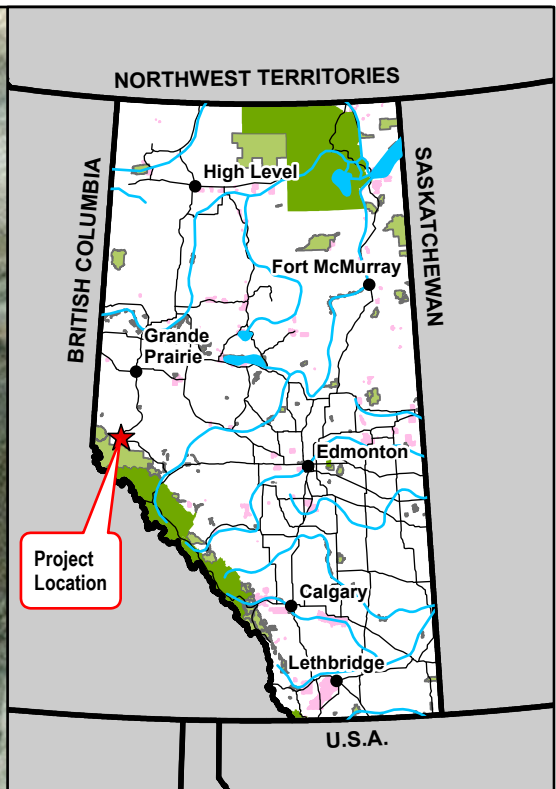 NORTHWEST TERRITORIES
BRITISH COLUMBIA
SASKATCHEWAN
High Level
Fort McMurray
Grande
Prairie
Edmonton
Project
Location
Calgary
Lethbridge
U.S.A.